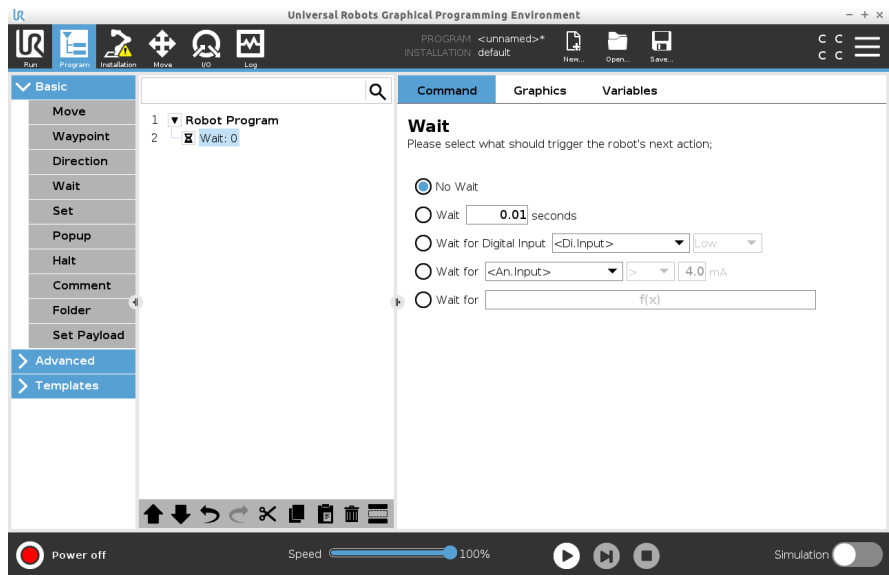 UR Universal Robots Graphical Programming Environment - + ×
UR
PROGRAM <unnamed>*
INSTALLATION default
Run Program Installation Move I/O Log New... Open... Save...
C C
C C
Basic
Move
Waypoint
Direction
Wait
Set
Popup
Halt
Comment
Folder
Set Payload
Advanced
Templates
1 Robot Program
2 Wait: 0
Command Graphics Variables
Wait
Please select what should trigger the robot's next action;
No Wait
Wait 0.01 seconds
Wait for Digital Input <Di.Input> Low
Wait for <An.Input> > 4.0 mA
Wait for f(x)
Power off Speed 100% Simulation